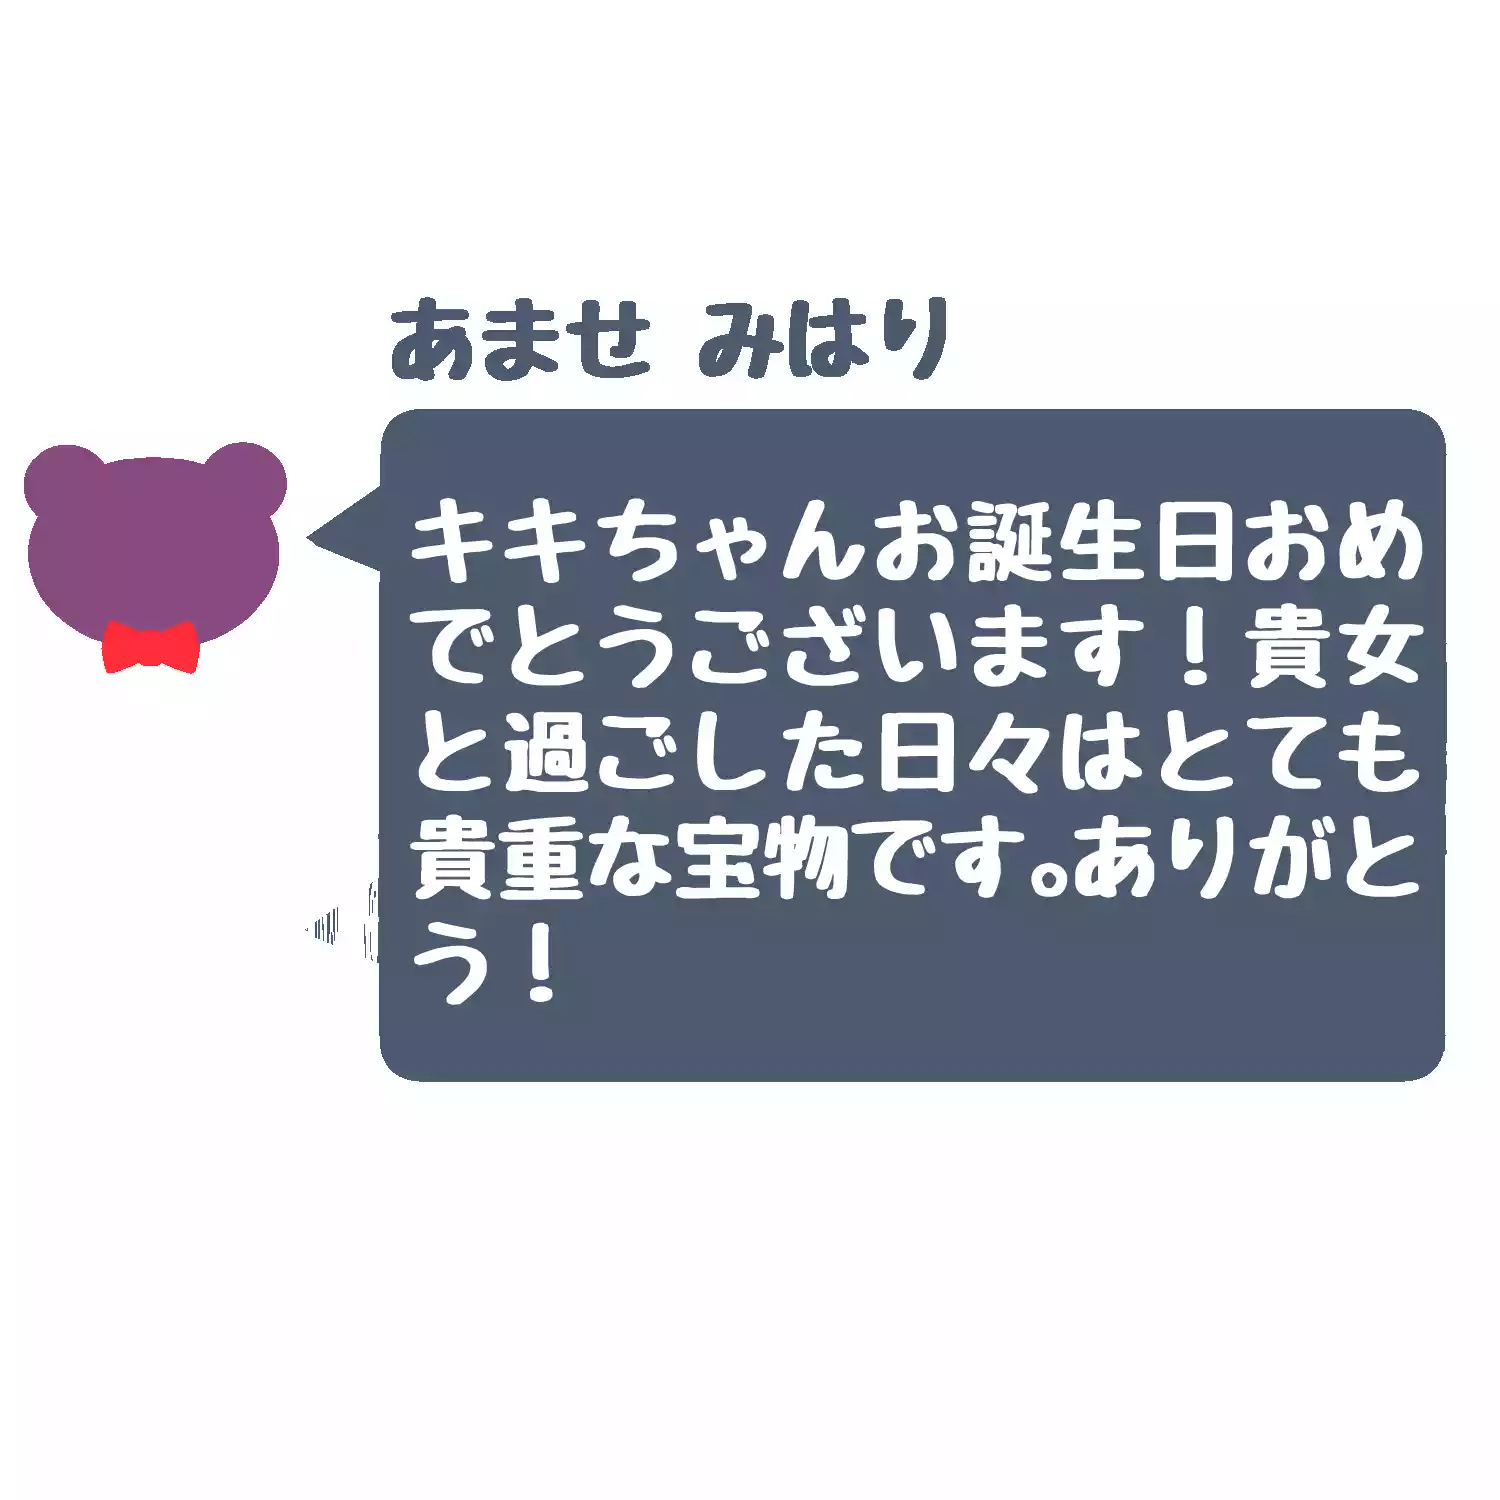 あませ みはり
キキちゃんお誕生日おめ
でとうございます！貴女
と過ごした日々はとても
貴重な宝物です。ありがと
う！